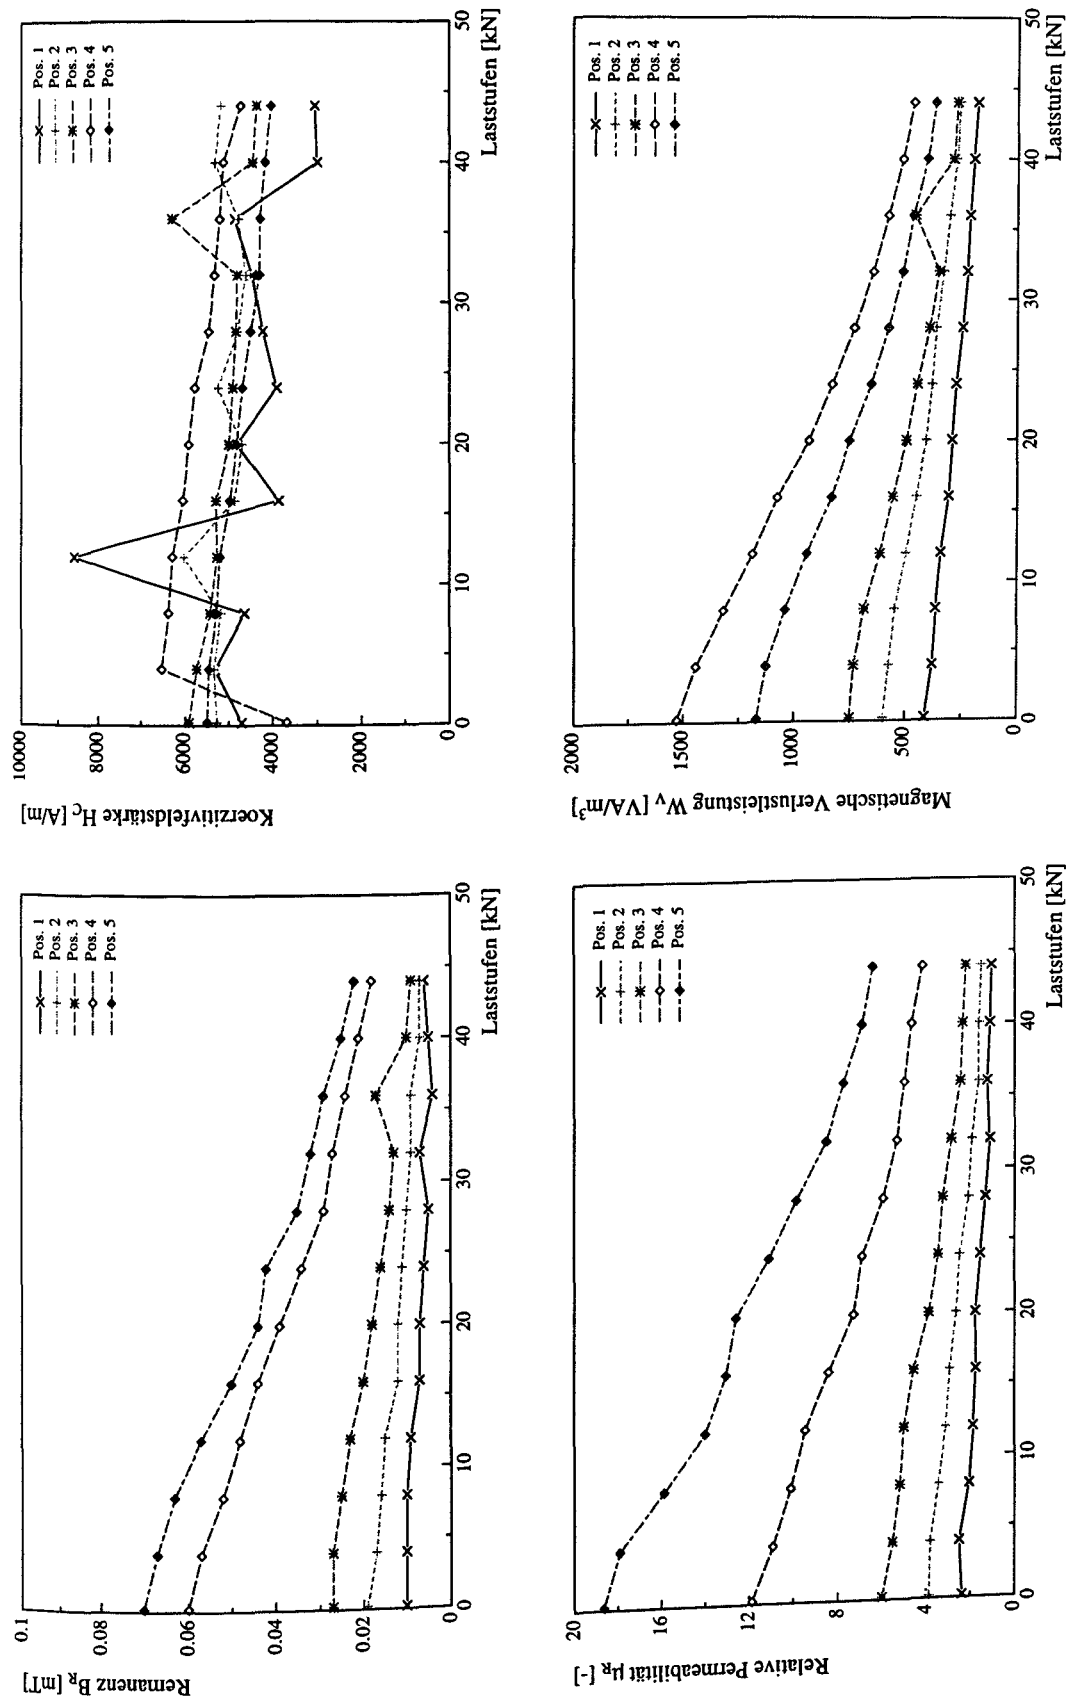 Remanenz B_R [mT]
0.1
0.08
0.06
0.04
0.02
0
0
10
20
30
40
50
Laststufen [kN]
Pos. 1
Pos. 2
Pos. 3
Pos. 4
Pos. 5
Koerzitivfeldstärke H_C [A/m]
10000
8000
6000
4000
2000
0
0
10
20
30
40
50
Laststufen [kN]
Pos. 1
Pos. 2
Pos. 3
Pos. 4
Pos. 5
Relative Permeabilität µ_R [-]
20
16
12
8
4
0
0
10
20
30
40
50
Laststufen [kN]
Pos. 1
Pos. 2
Pos. 3
Pos. 4
Pos. 5
Magnetische Verlustleistung W_v [VA/m³]
2000
1500
1000
500
0
0
10
20
30
40
50
Laststufen [kN]
Pos. 1
Pos. 2
Pos. 3
Pos. 4
Pos. 5